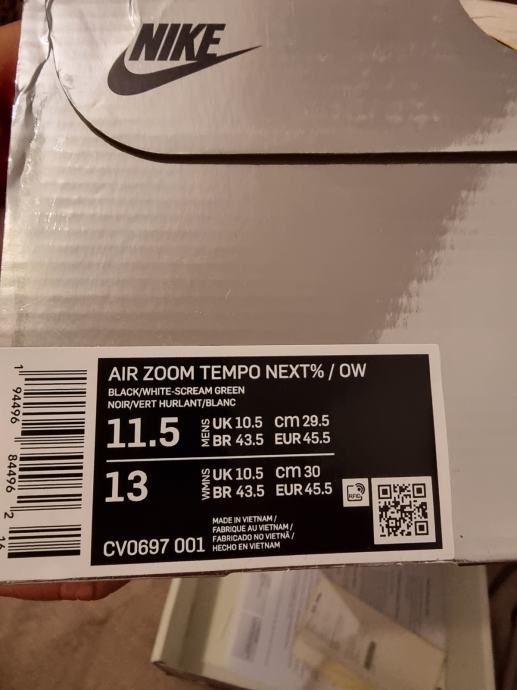 NIKE
AIR ZOOM TEMPO NEXT% / OW
BLACK/WHITE-SCREAM GREEN
NOIR/VERT HURLANT/BLANC
11.5 MENS UK 10.5 cm 29.5
BR 43.5 EUR 45.5
13 WMNS UK 10.5 cm 30
BR 43.5 EUR 45.5
RFID
CV0697 001
MADE IN VIETNAM /
FABRIQUE AU VIETNAM /
FABRICADO NO VIETNÃ /
HECHO EN VIETNAM
1 94496 84496 2 16